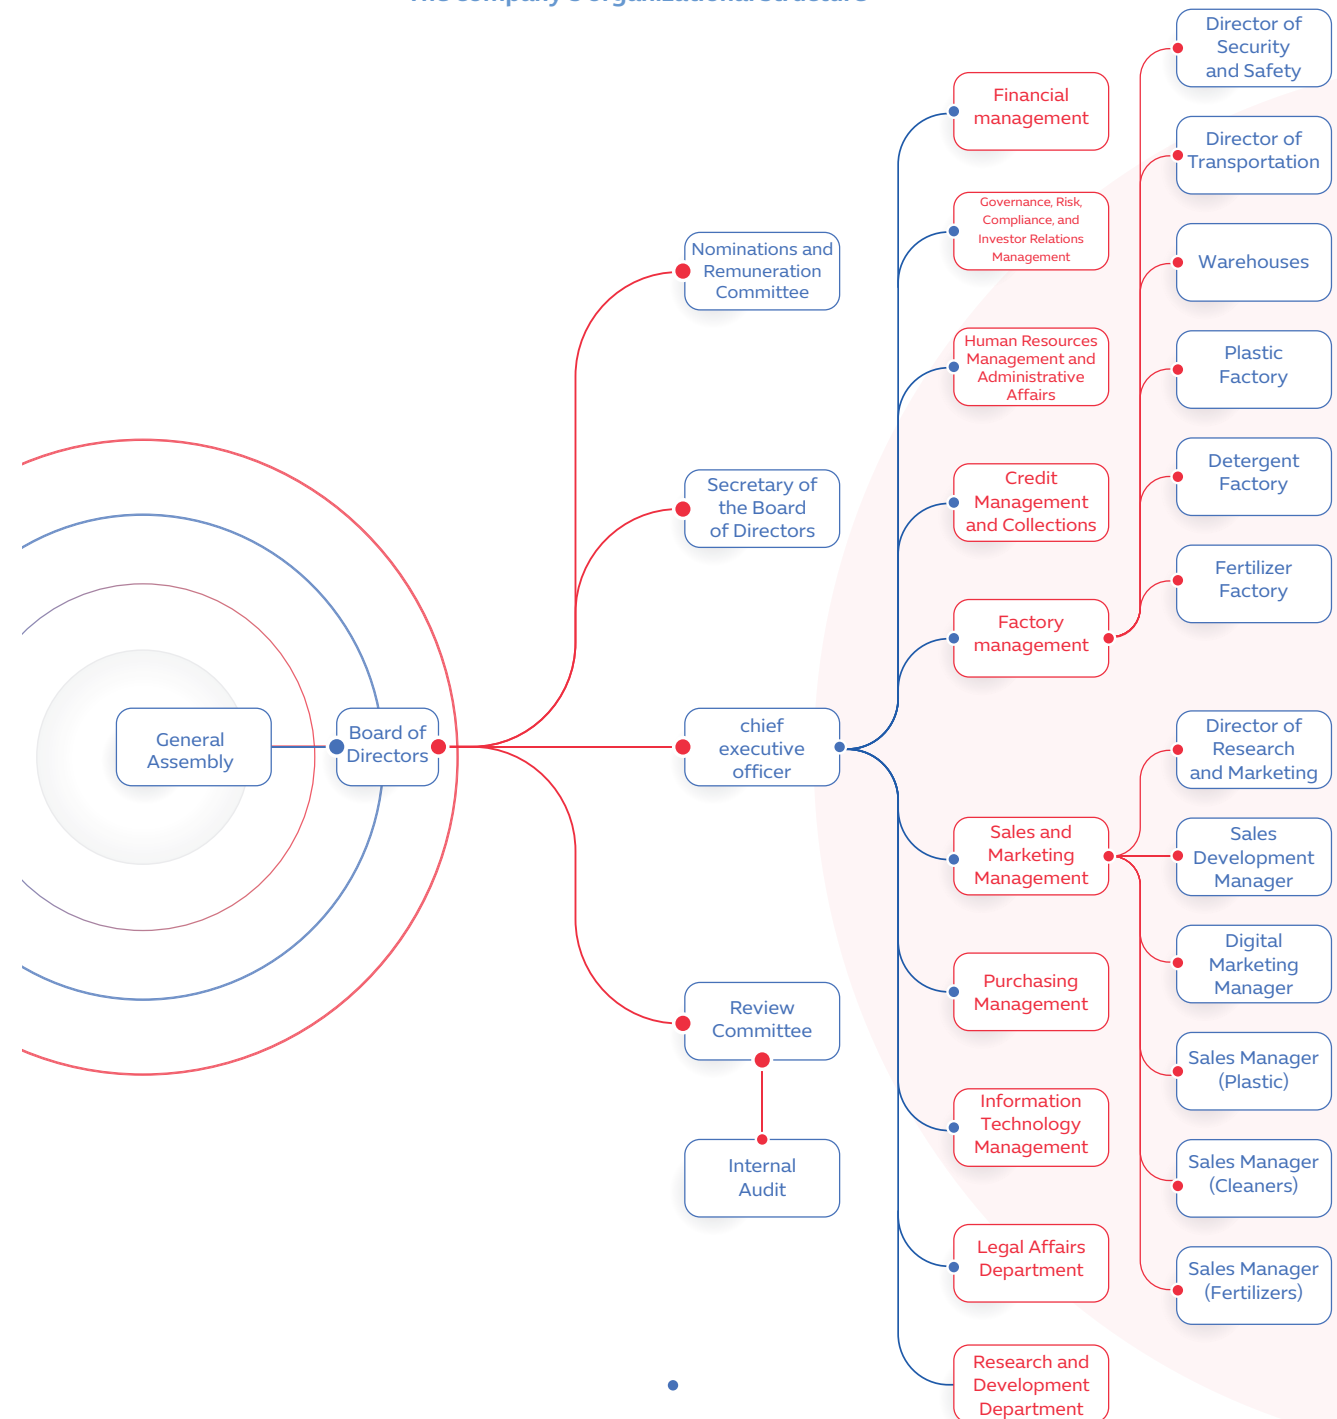 The company's organizational structure
General
Assembly
Board of
Directors
Nominations and
Remuneration
Committee
Secretary of
the Board
of Directors
chief
executive
officer
Review
Committee
Internal
Audit
Financial
management
Governance, Risk,
Compliance, and
Investor Relations
Management
Human Resources
Management and
Administrative
Affairs
Credit
Management
and Collections
Factory
management
Sales and
Marketing
Management
Purchasing
Management
Information
Technology
Management
Legal Affairs
Department
Research and
Development
Department
Director of
Security
and Safety
Director of
Transportation
Warehouses
Plastic
Factory
Detergent
Factory
Fertilizer
Factory
Director of
Research
and Marketing
Sales
Development
Manager
Digital
Marketing
Manager
Sales Manager
(Plastic)
Sales Manager
(Cleaners)
Sales Manager
(Fertilizers)